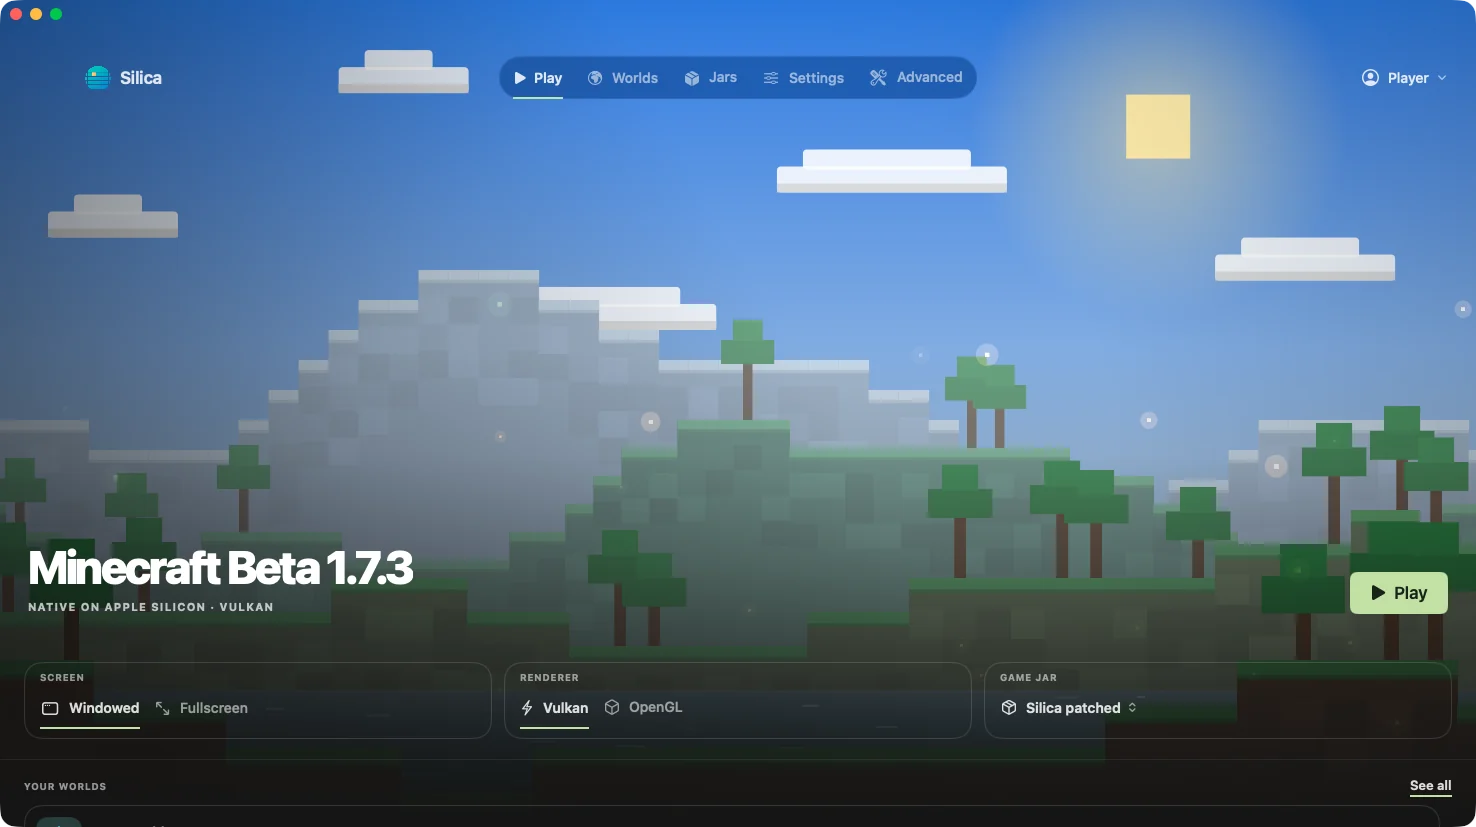 Silica
Play Worlds Jars Settings Advanced
Player
Minecraft Beta 1.7.3
NATIVE ON APPLE SILICON · VULKAN
Play
SCREEN
Windowed Fullscreen
RENDERER
Vulkan OpenGL
GAME JAR
Silica patched
YOUR WORLDS
See all